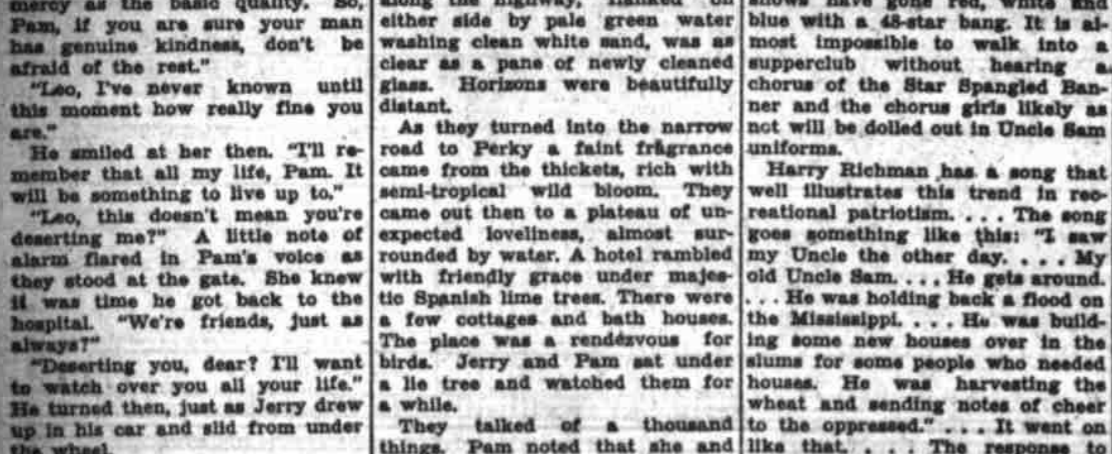 mercy as the basic quality. So,
Pam, if you are sure your man
has genuine kindness, don't be
afraid of the rest."
"Leo, I've never known until
this moment how really fine you
are."
He smiled at her then. "I'll re-
member that all my life, Pam. It
will be something to live up to."
"Leo, this doesn't mean you're
deserting me?" A little note of
alarm flared in Pam's voice as
they stood at the gate. She knew
it was time he got back to the
hospital. "We're friends, just as
always?"
"Deserting you, dear? I'll want
to watch over you all your life."
He turned then, just as Jerry drew
up in his car and slid from under
the wheel.
along the highway, flanked on
either side by pale green water
washing clean white sand, was as
clear as a pane of newly cleaned
glass. Horizons were beautifully
distant.
As they turned into the narrow
road to Perky a faint fragrance
came from the thickets, rich with
semi-tropical wild bloom. They
came out then to a plateau of un-
expected loveliness, almost sur-
rounded by water. A hotel rambled
with friendly grace under majes-
tic Spanish lime trees. There were
a few cottages and bath houses.
The place was a rendezvous for
birds. Jerry and Pam sat under
a lie tree and watched them for
a while.
They talked of a thousand
things. Pam noted that she and
shows have gone red, white and
blue with a 48-star bang. It is al-
most impossible to walk into a
supperclub without hearing a
chorus of the Star Spangled Ban-
ner and the chorus girls likely as
not will be dolled out in Uncle Sam
uniforms.
Harry Richman has a song that
well illustrates this trend in rec-
reational patriotism. . . . The song
goes something like this: "I saw
my Uncle the other day. . . . My
old Uncle Sam. . . . He gets around.
. . . He was holding back a flood on
the Mississippi. . . . He was build-
ing some new houses over in the
slums for some people who needed
houses. He was harvesting the
wheat and sending notes of cheer
to the oppressed." . . . It went on
like that. . . . The response to